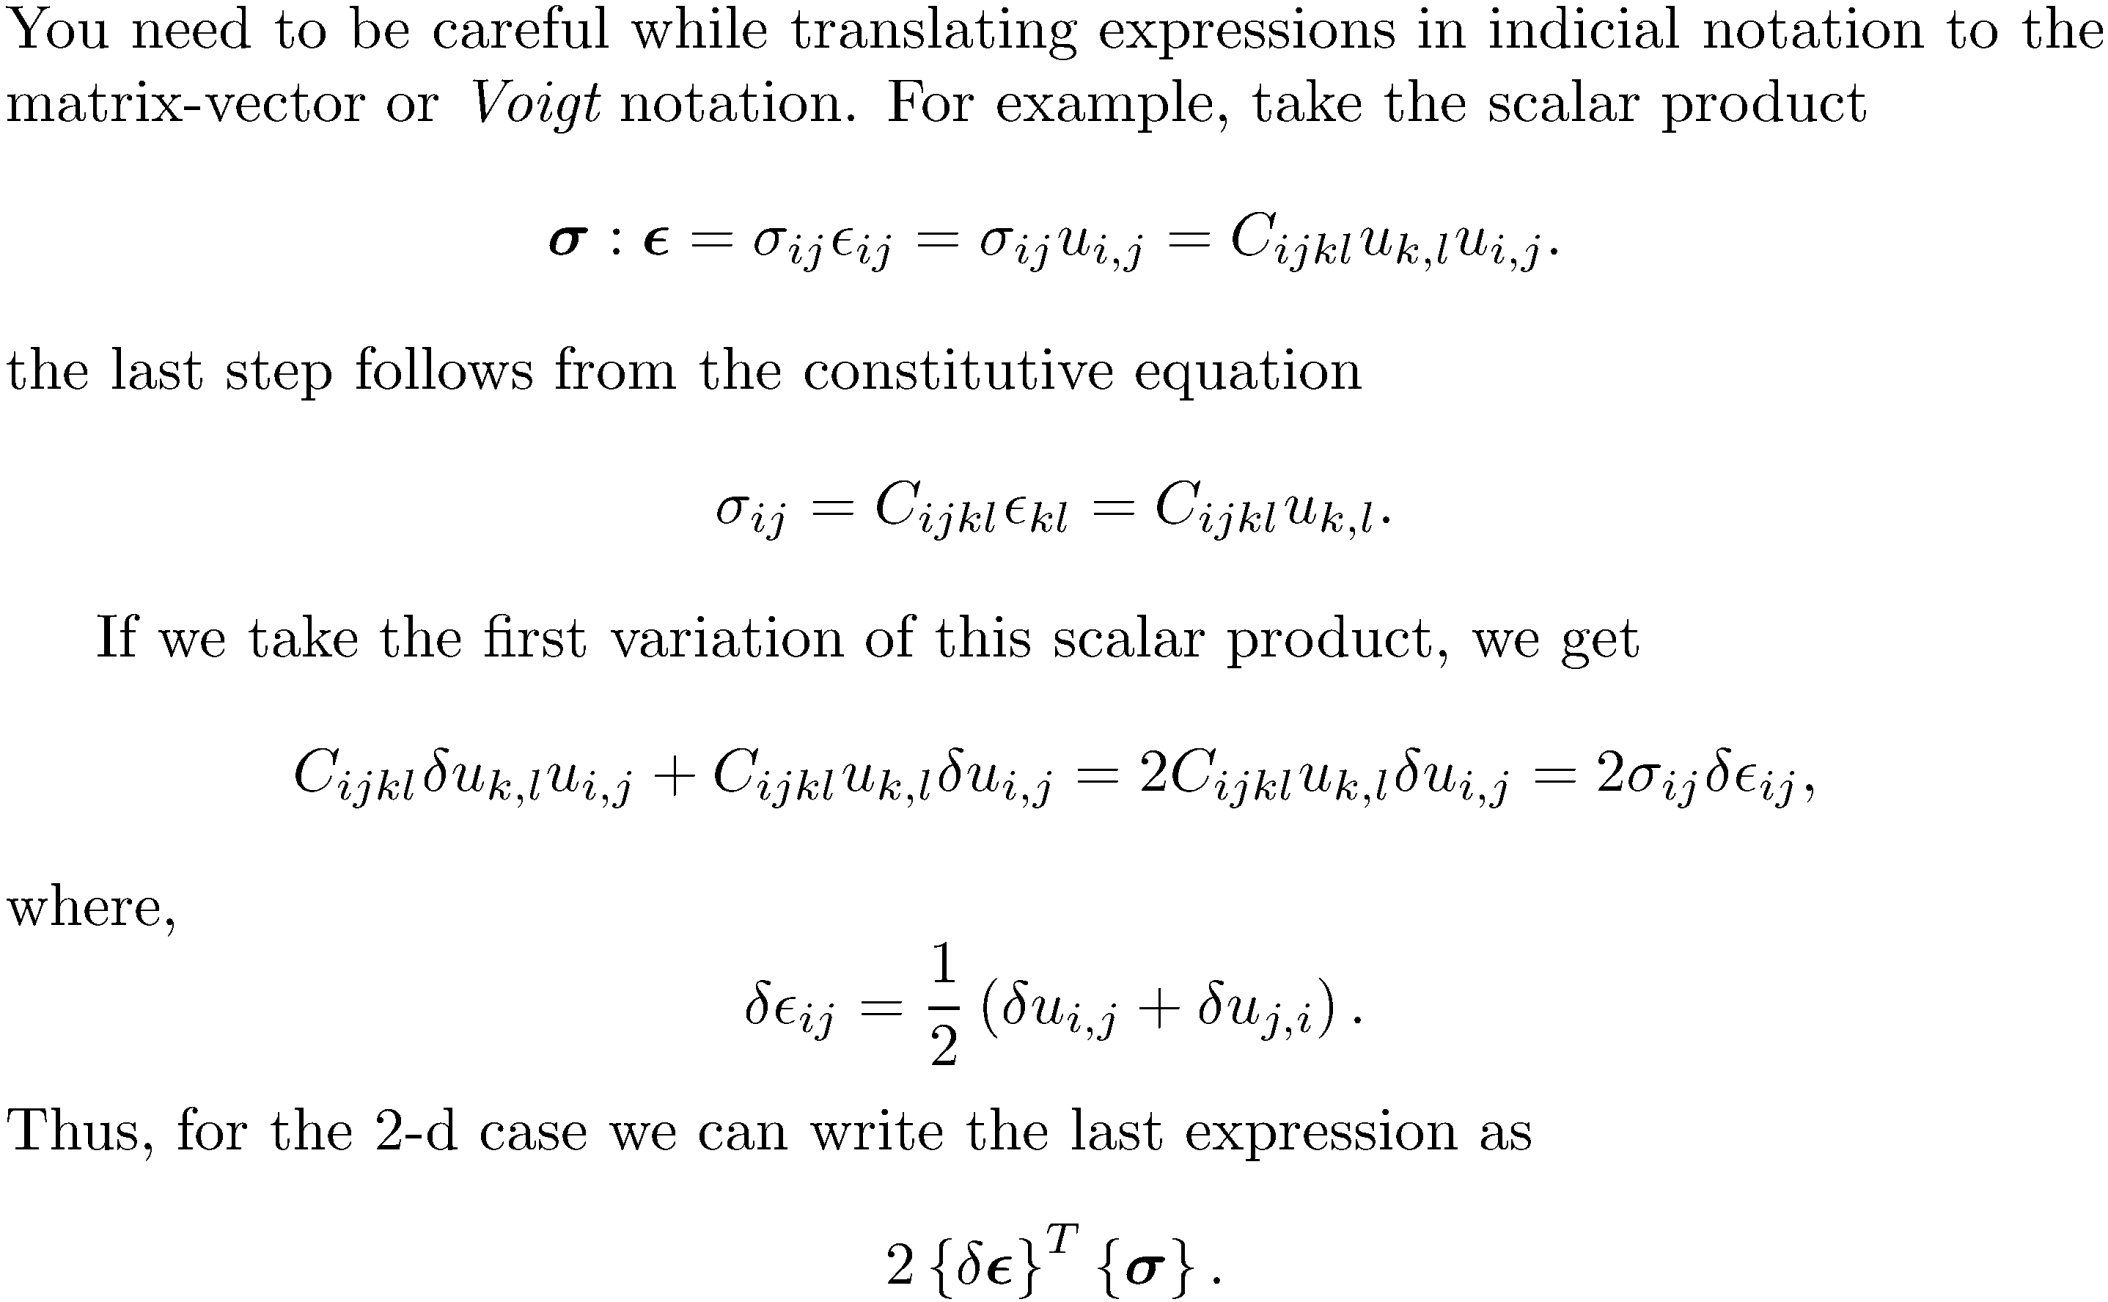 You need to be careful while translating expressions in indicial notation to the
matrix-vector or Voigt notation. For example, take the scalar product
𝝈 : 𝝐 = σ_{ij}ϵ_{ij} = σ_{ij}u_{i,j} = C_{ijkl}u_{k,l}u_{i,j}.
the last step follows from the constitutive equation
σ_{ij} = C_{ijkl}ϵ_{kl} = C_{ijkl}u_{k,l}.
If we take the first variation of this scalar product, we get
C_{ijkl}δu_{k,l}u_{i,j} + C_{ijkl}u_{k,l}δu_{i,j} = 2C_{ijkl}u_{k,l}δu_{i,j} = 2σ_{ij}δϵ_{ij},
where,
δϵ_{ij} = \frac{1}{2} (δu_{i,j} + δu_{j,i}) .
Thus, for the 2-d case we can write the last expression as
2 {δ𝝐}^T {𝝈} .